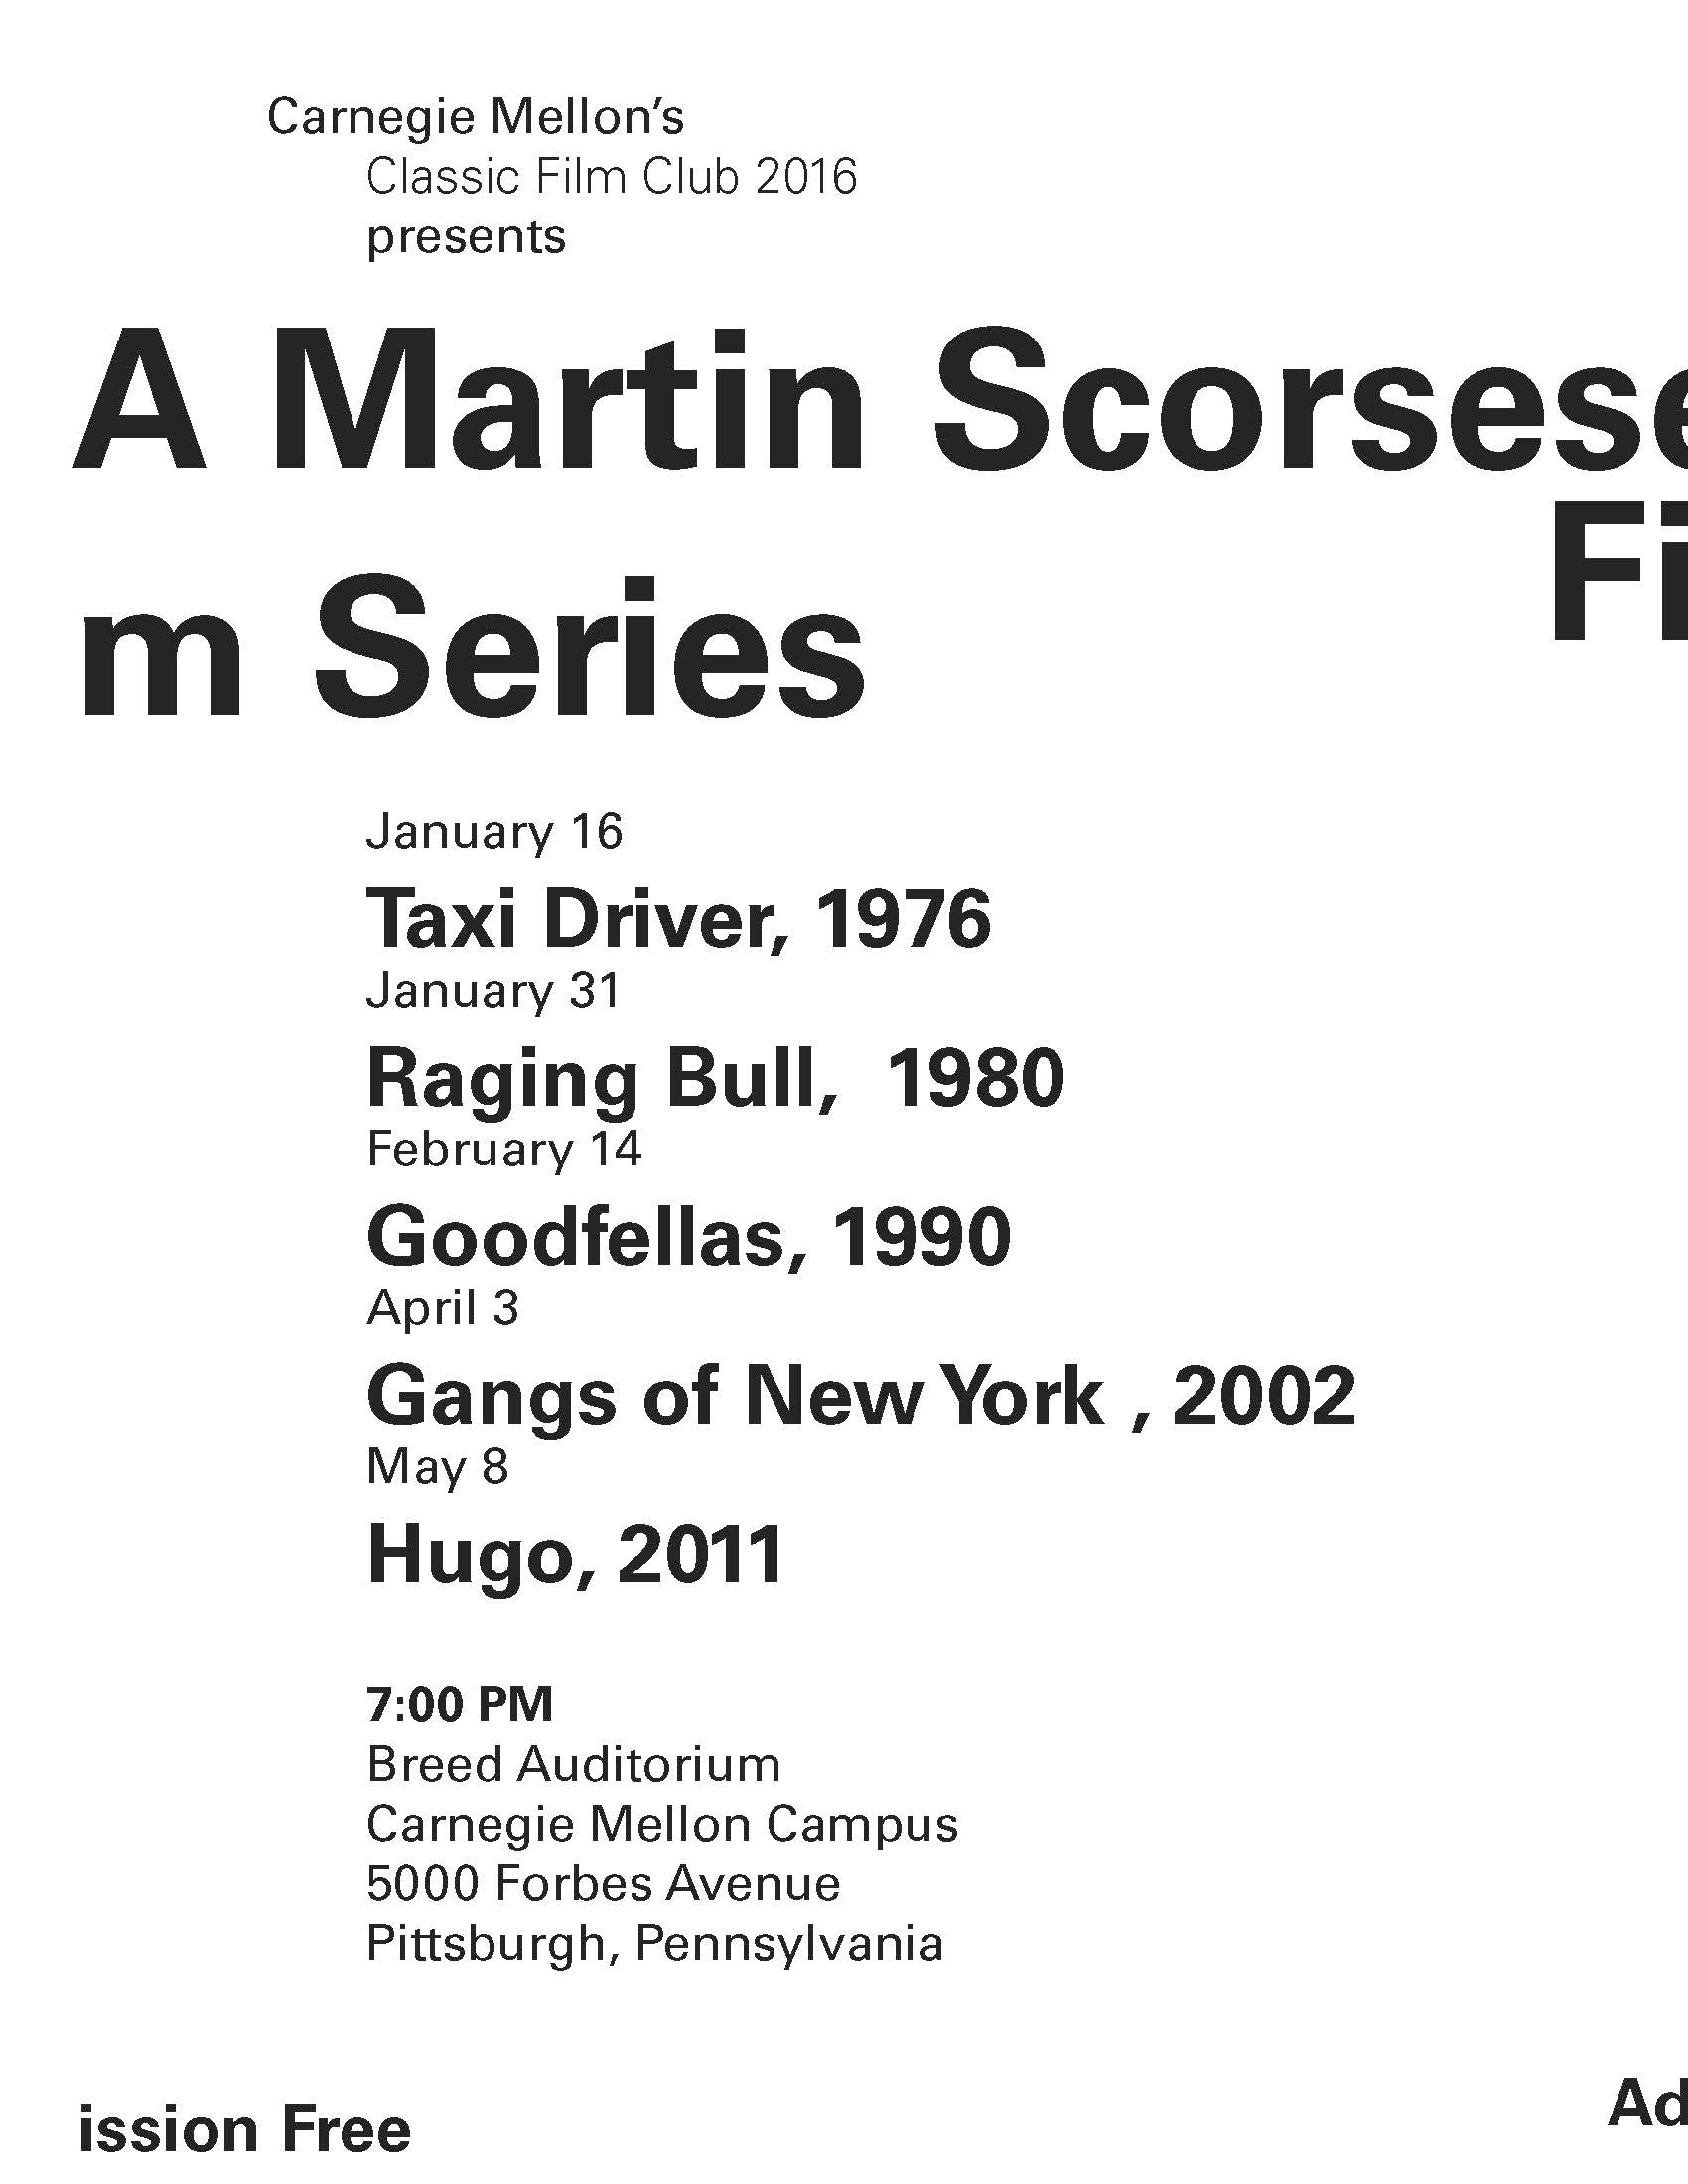 Carnegie Mellon’s
Classic Film Club 2016
presents
A Martin Scorsese
Fi
m Series
January 16
Taxi Driver, 1976
January 31
Raging Bull,  1980
February 14
Goodfellas, 1990
April 3
Gangs of New York , 2002
May 8
Hugo, 2011
7:00 PM
Breed Auditorium
Carnegie Mellon Campus
5000 Forbes Avenue
Pittsburgh, Pennsylvania
Ad
ission Free